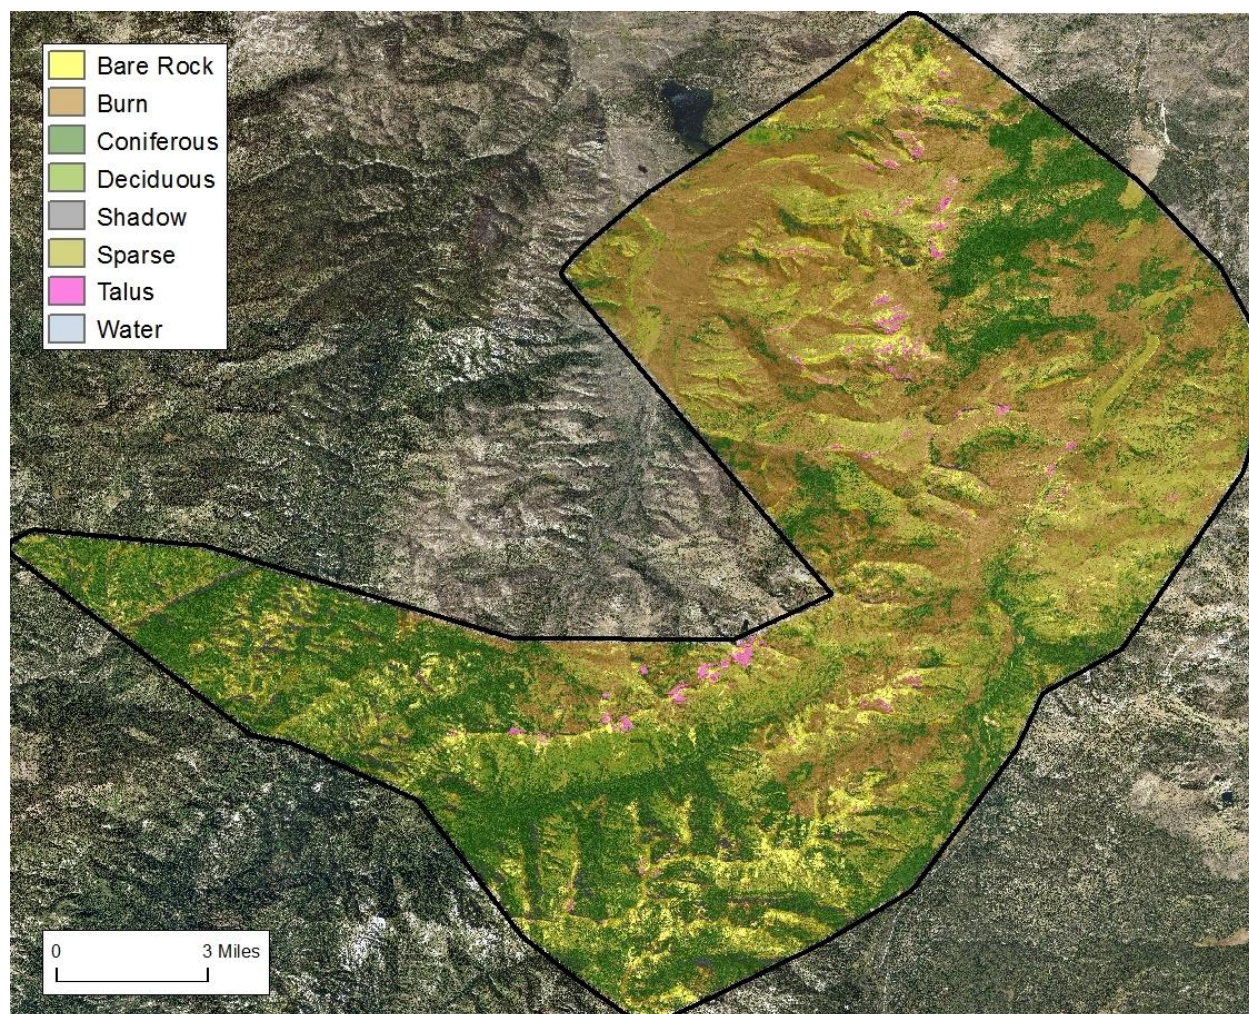 Bare Rock
Burn
Coniferous
Deciduous
Shadow
Sparse
Talus
Water
0 3 Miles